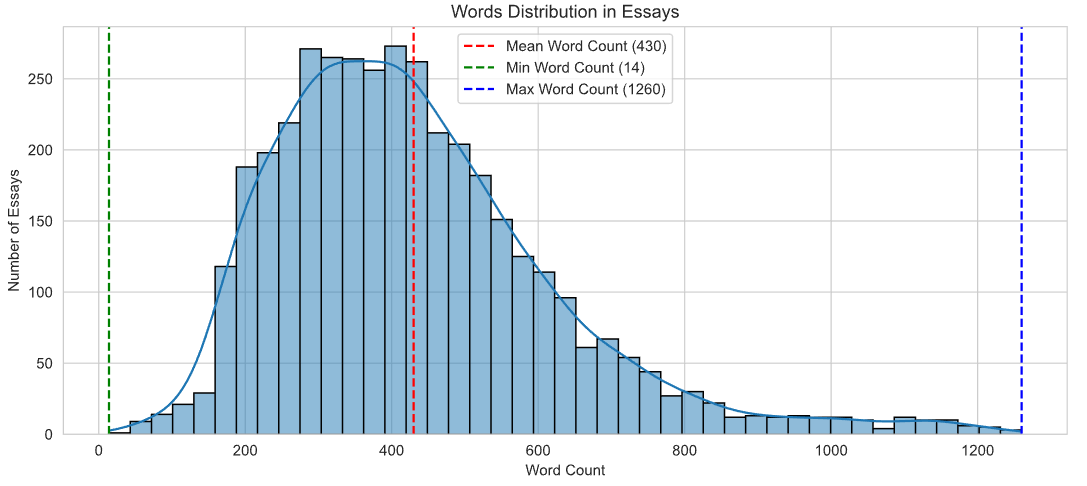 Words Distribution in Essays
Mean Word Count (430)
Min Word Count (14)
Max Word Count (1260)
Number of Essays
250
200
150
100
50
0
0 200 400 600 800 1000 1200
Word Count